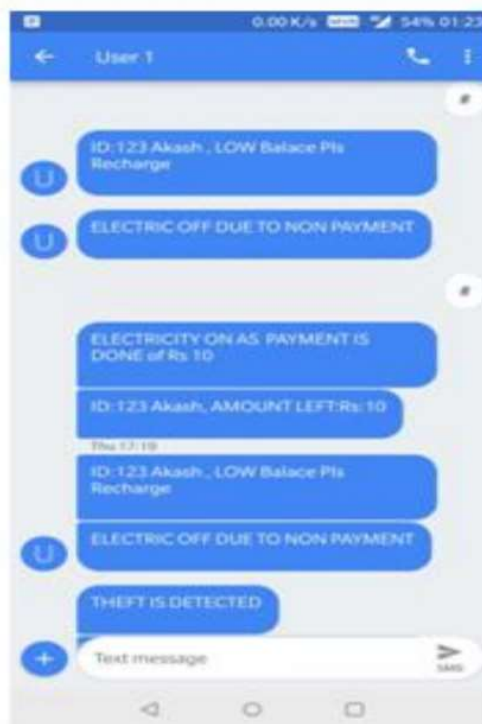 0.00 K/s 54% 01:23
User 1
#
ID:123 Akash , LOW Balace Pls
Recharge
U
ELECTRIC OFF DUE TO NON PAYMENT
U
#
ELECTRICITY ON AS PAYMENT IS
DONE of Rs 10
ID:123 Akash, AMOUNT LEFT:Rs:10
Thu 17:19
ID:123 Akash , LOW Balace Pls
Recharge
ELECTRIC OFF DUE TO NON PAYMENT
U
THEFT IS DETECTED
Text message